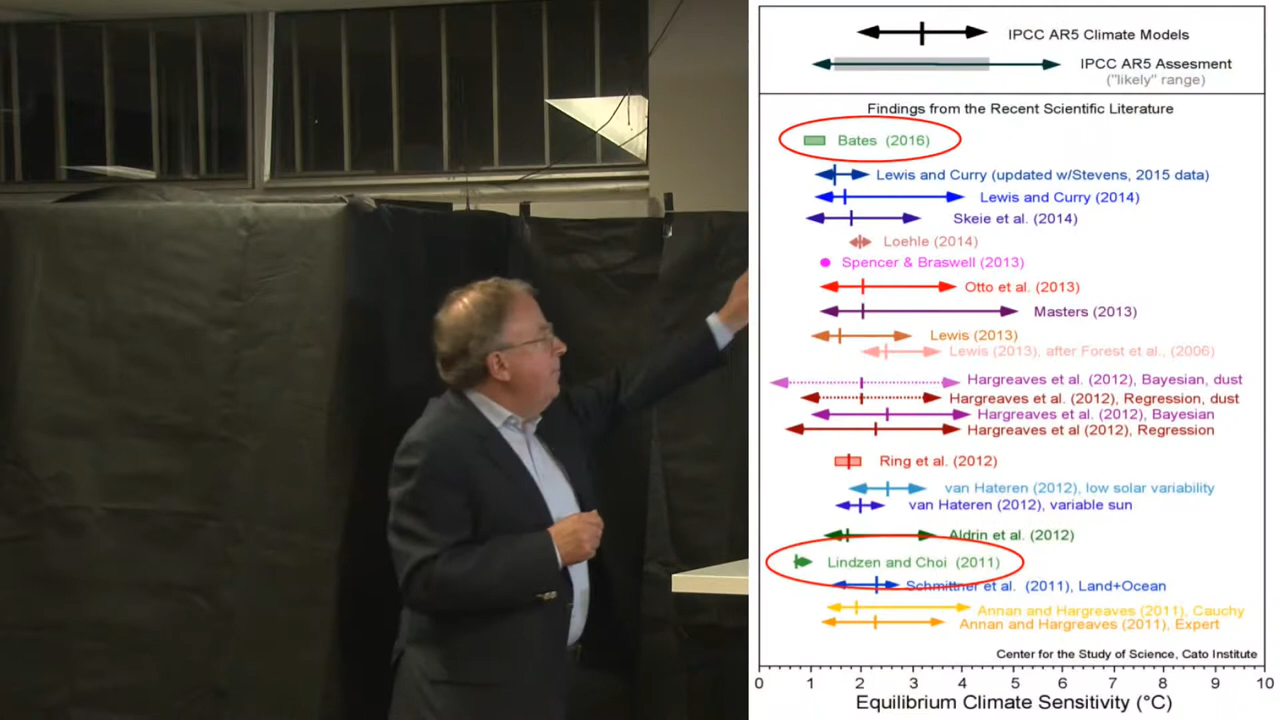 IPCC AR5 Climate Models
IPCC AR5 Assesment
("likely" range)
Findings from the Recent Scientific Literature
Bates (2016)
Lewis and Curry (updated w/Stevens, 2015 data)
Lewis and Curry (2014)
Skeie et al. (2014)
Loehle (2014)
Spencer & Braswell (2013)
Otto et al. (2013)
Masters (2013)
Lewis (2013)
Lewis (2013), after Forest et al., (2006)
Hargreaves et al. (2012), Bayesian, dust
Hargreaves et al. (2012), Regression, dust
Hargreaves et al. (2012), Bayesian
Hargreaves et al (2012), Regression
Ring et al. (2012)
van Hateren (2012), low solar variability
van Hateren (2012), variable sun
Aldrin et al. (2012)
Lindzen and Choi (2011)
Schmittner et al. (2011), Land+Ocean
Annan and Hargreaves (2011), Cauchy
Annan and Hargreaves (2011), Expert
Center for the Study of Science, Cato Institute
0 1 2 3 4 5 6 7 8 9 10
Equilibrium Climate Sensitivity (°C)